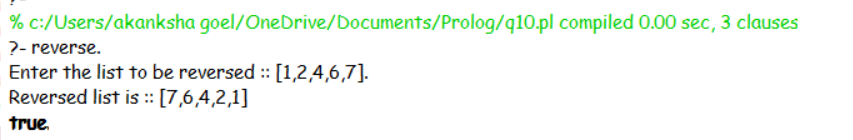 % c:/Users/akanksha goel/OneDrive/Documents/Prolog/q10.pl compiled 0.00 sec, 3 clauses
?- reverse.
Enter the list to be reversed :: [1,2,4,6,7].
Reversed list is :: [7,6,4,2,1]
true.